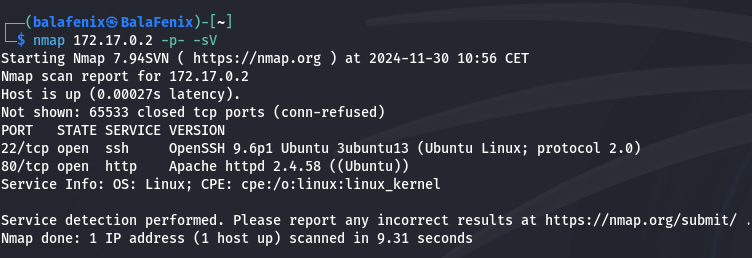 ┌──(balafenix㉿BalaFenix)-[~]
└─$ nmap 172.17.0.2 -p- -sV
Starting Nmap 7.94SVN ( https://nmap.org ) at 2024-11-30 10:56 CET
Nmap scan report for 172.17.0.2
Host is up (0.00027s latency).
Not shown: 65533 closed tcp ports (conn-refused)
PORT   STATE SERVICE VERSION
22/tcp open  ssh     OpenSSH 9.6p1 Ubuntu 3ubuntu13 (Ubuntu Linux; protocol 2.0)
80/tcp open  http    Apache httpd 2.4.58 ((Ubuntu))
Service Info: OS: Linux; CPE: cpe:/o:linux:linux_kernel

Service detection performed. Please report any incorrect results at https://nmap.org/submit/ .
Nmap done: 1 IP address (1 host up) scanned in 9.31 seconds